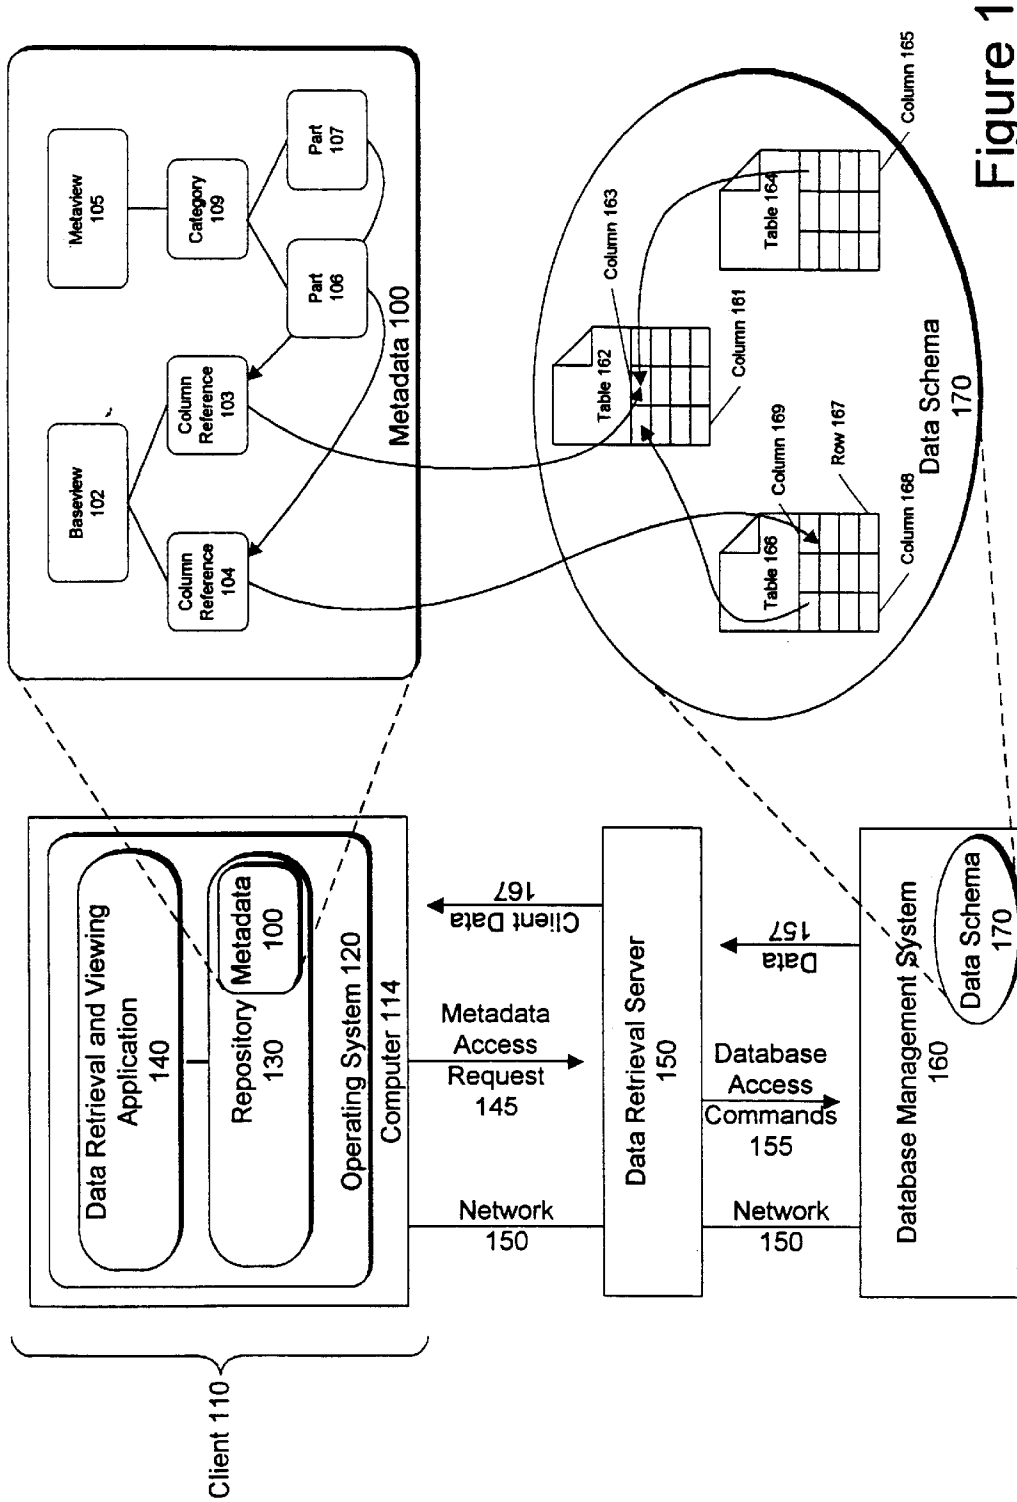 Client 110
Data Retrieval and Viewing
Application
140
Repository
130
Metadata
100
Operating System 120
Computer 114
Network
150
Metadata
Access
Request
145
Client Data
167
Data Retrieval Server
150
Network
150
Database
Access
Commands
155
Data
157
Database Management System
160
Data Schema
170
Baseview
102
Metaview
105
Column
Reference
104
Column
Reference
103
Category
109
Part
106
Part
107
Metadata 100
Table 162
Column 163
Column 161
Table 164
Column 165
Table 166
Column 169
Row 167
Column 168
Data Schema
170
Figure 1